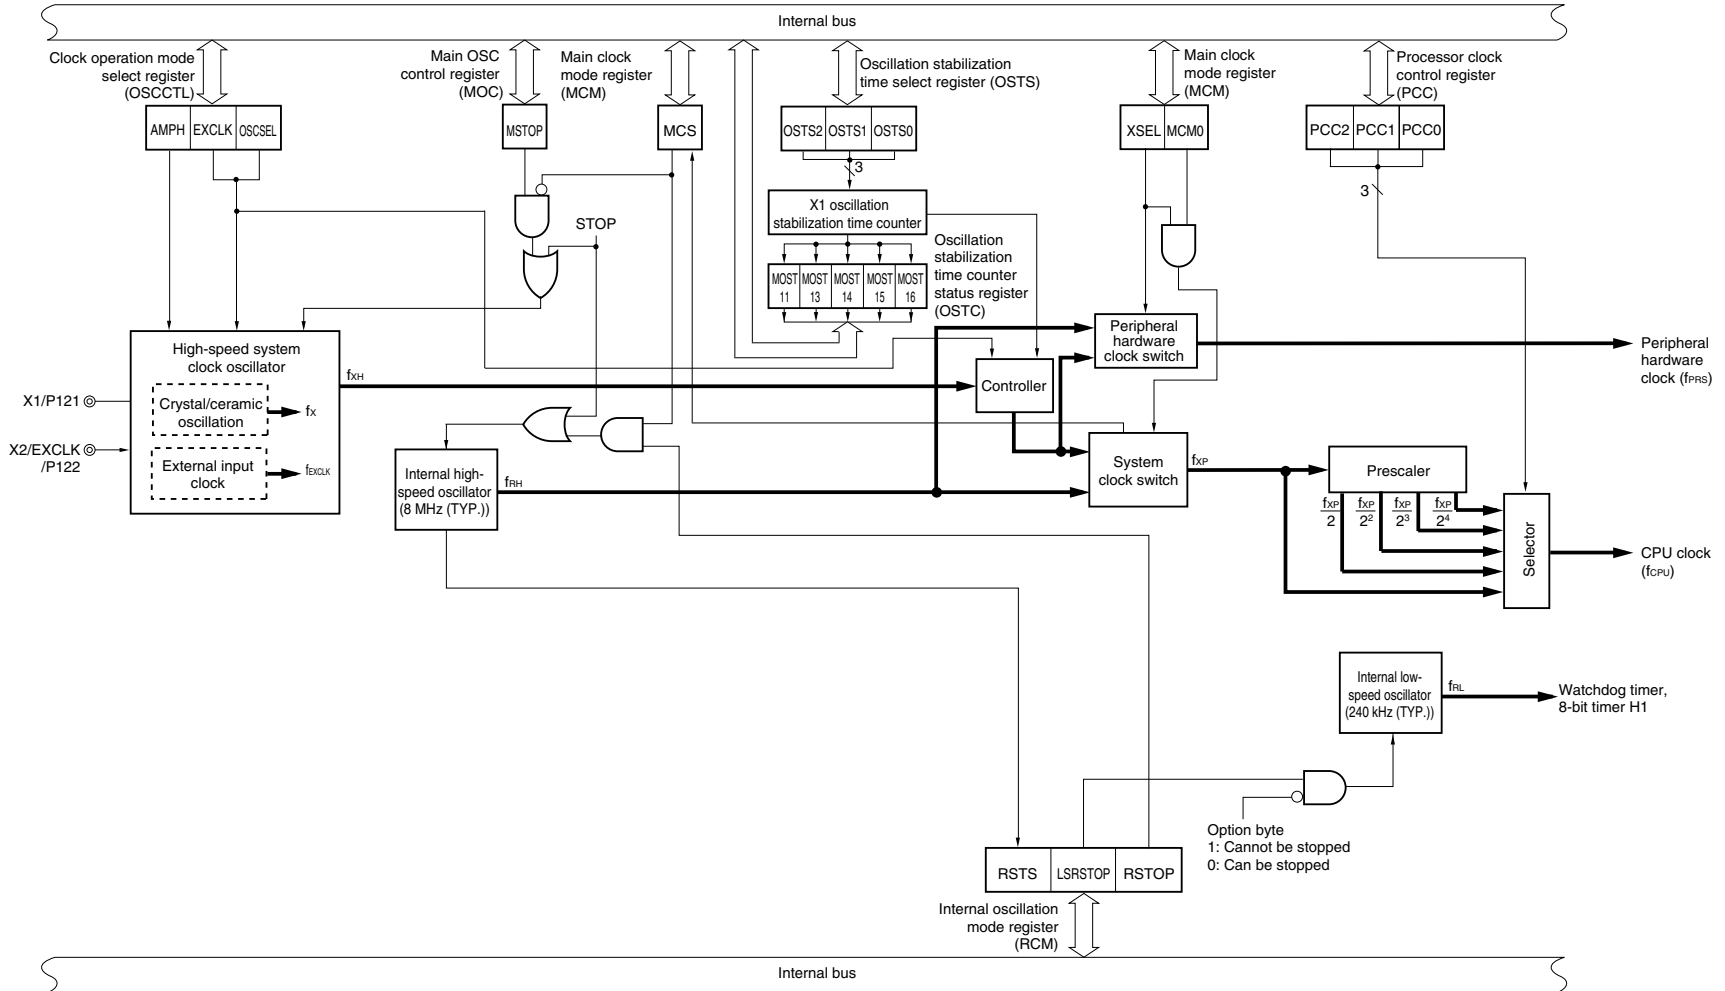 Internal bus
Clock operation mode
select register
(OSCCTL)
Main OSC
control register
(MOC)
Main clock
mode register
(MCM)
Oscillation stabilization
time select register (OSTS)
Main clock
mode register
(MCM)
Processor clock
control register
(PCC)
AMPH EXCLK OSCSEL
MSTOP
MCS
OSTS2 OSTS1 OSTS0
XSEL MCM0
PCC2 PCC1 PCC0
3
3
STOP
X1 oscillation
stabilization time counter
Oscillation
stabilization
time counter
status register
(OSTC)
MOST MOST MOST MOST MOST
11 13 14 15 16
High-speed system
clock oscillator
Crystal/ceramic
oscillation
fX
External input
clock
fEXCLK
X1/P121
X2/EXCLK
/P122
fXH
Controller
Peripheral
hardware
clock switch
Peripheral
hardware
clock (fPRS)
Internal high-
speed oscillator
(8 MHz (TYP.))
fRH
System
clock switch
fXP
Prescaler
fXP fXP fXP fXP
2 2² 2³ 2⁴
Selector
CPU clock
(fCPU)
Internal low-
speed oscillator
(240 kHz (TYP.))
fRL
Watchdog timer,
8-bit timer H1
Option byte
1: Cannot be stopped
0: Can be stopped
RSTS LSRSTOP RSTOP
Internal oscillation
mode register
(RCM)
Internal bus